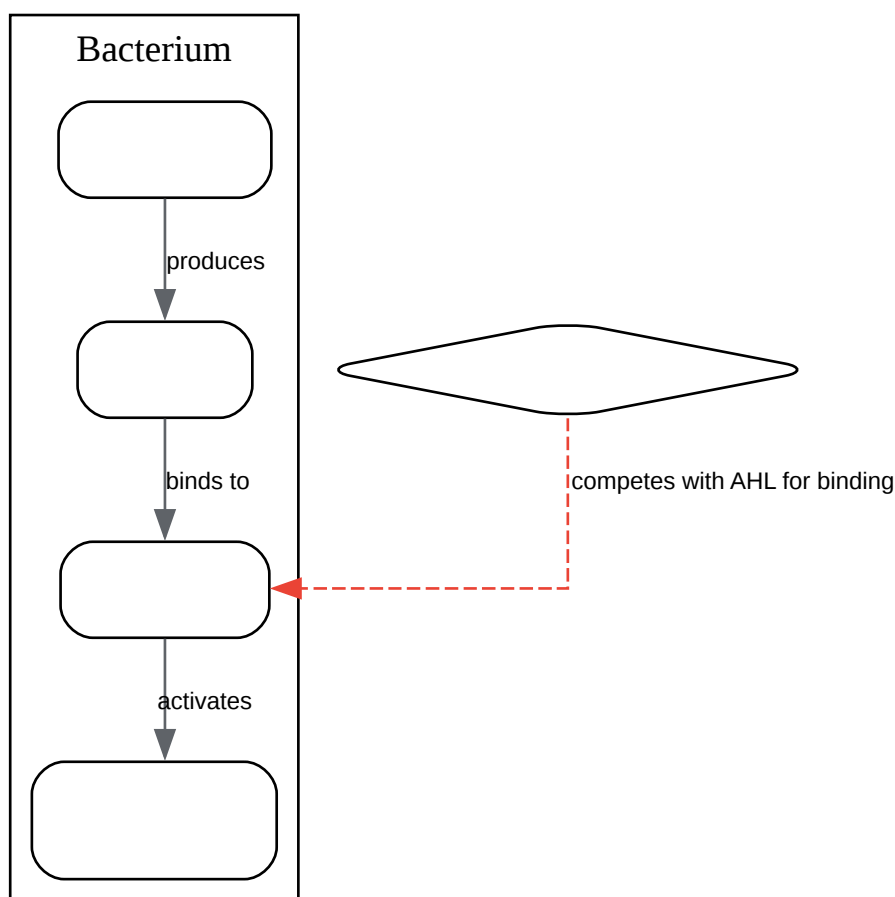 Bacterium
produces
binds to
competes with AHL for binding
activates